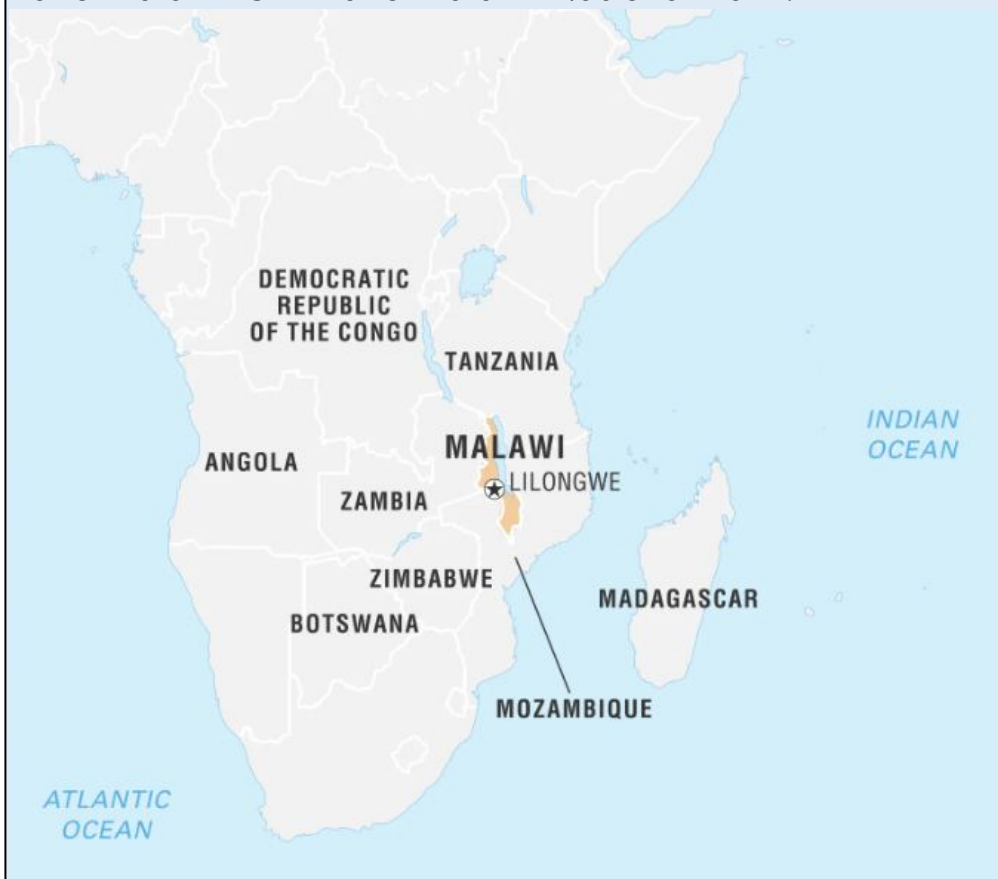 DEMOCRATIC
REPUBLIC
OF THE CONGO
TANZANIA
INDIAN
OCEAN
MALAWI
ANGOLA
LILONGWE
ZAMBIA
ZIMBABWE
MADAGASCAR
BOTSWANA
MOZAMBIQUE
ATLANTIC
OCEAN